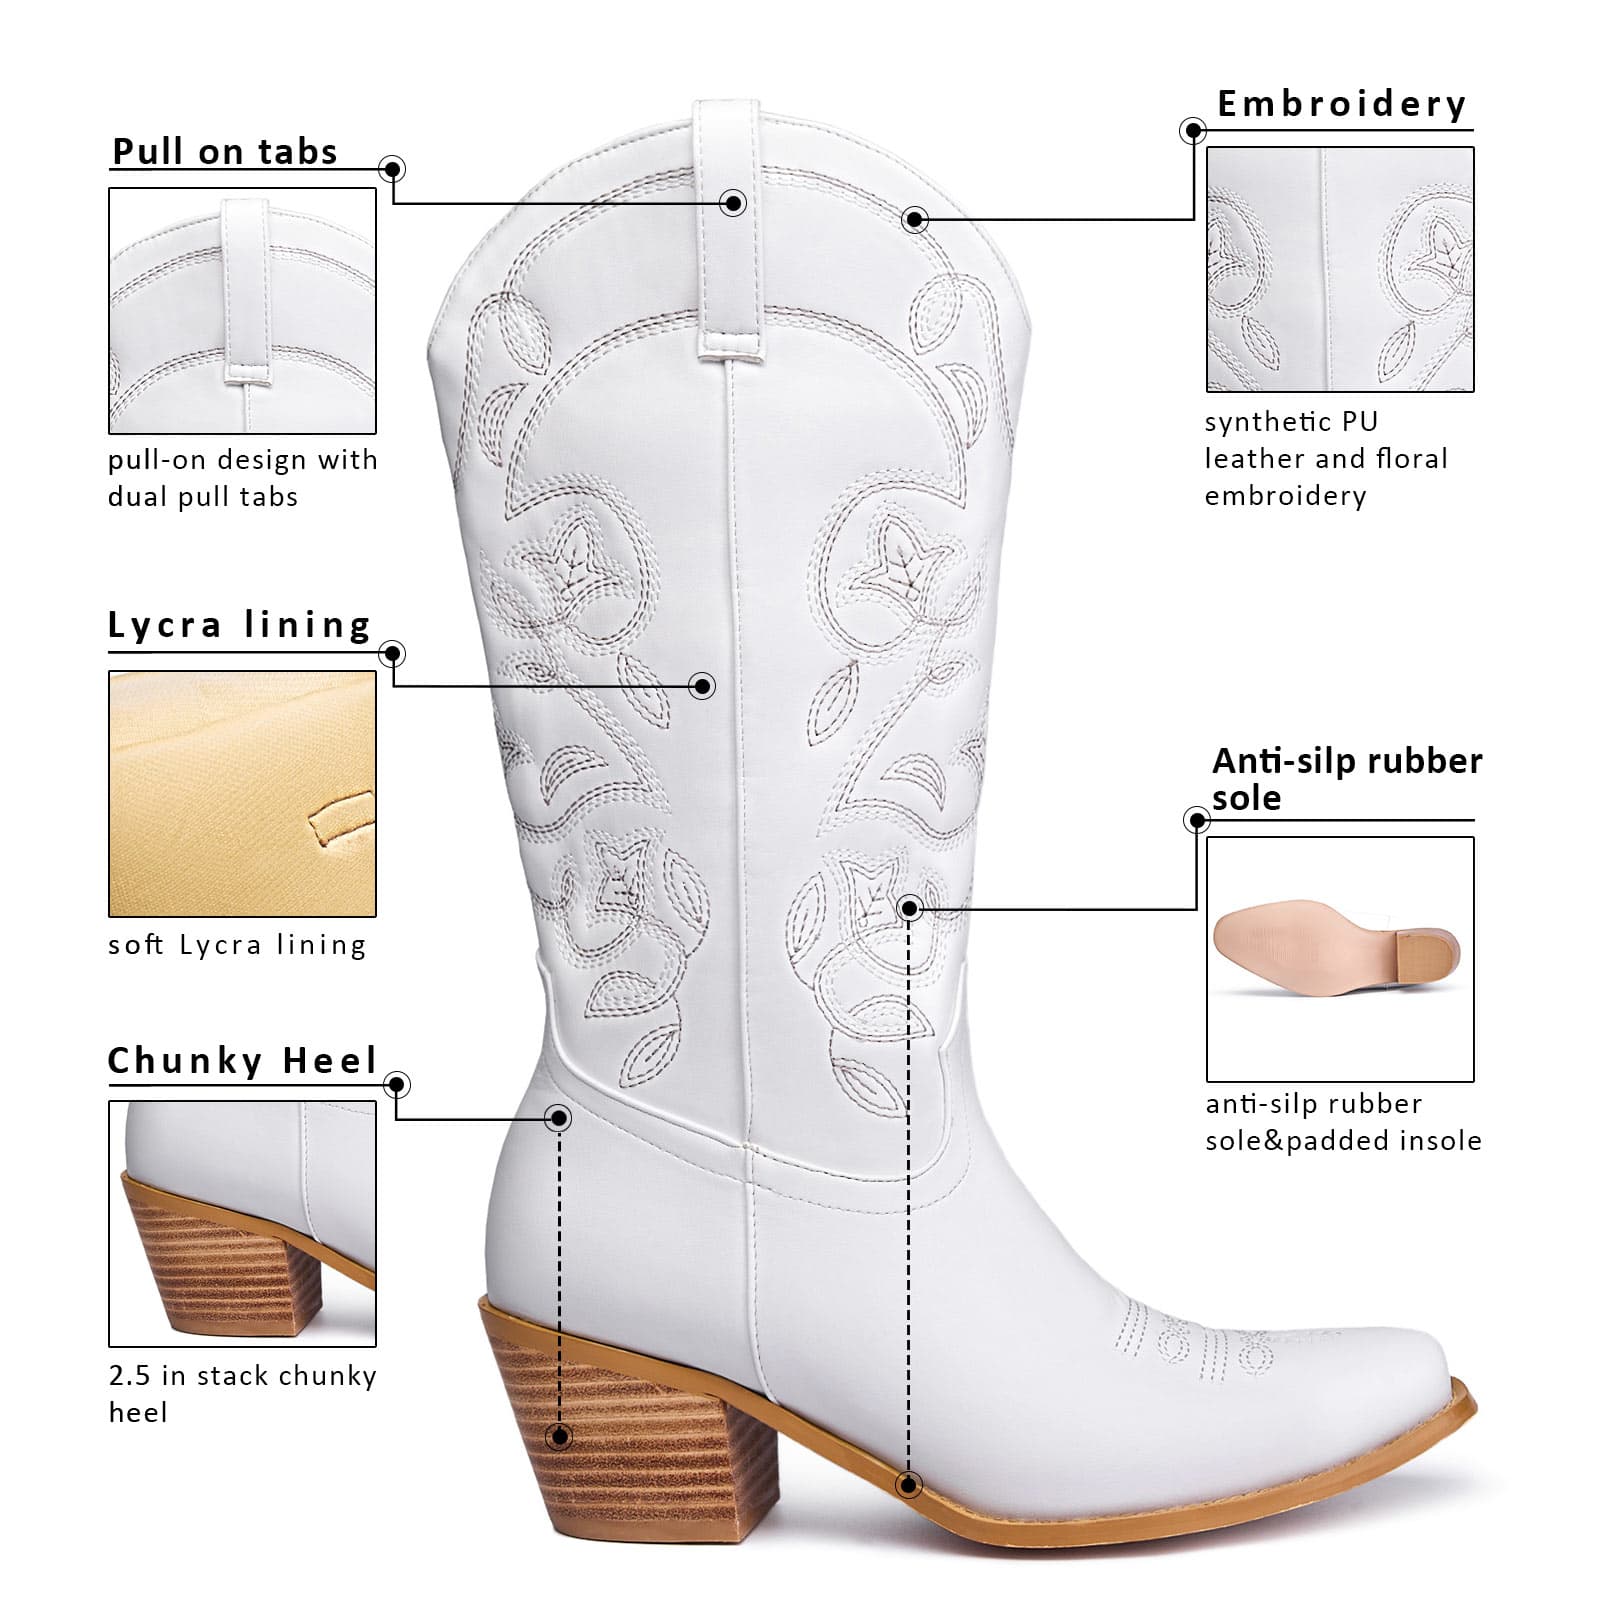 Pull on tabs
pull-on design with
dual pull tabs
Lycra lining
soft Lycra lining
Chunky Heel
2.5 in stack chunky
heel
Embroidery
synthetic PU
leather and floral
embroidery
Anti-silp rubber
sole
anti-silp rubber
sole&padded insole